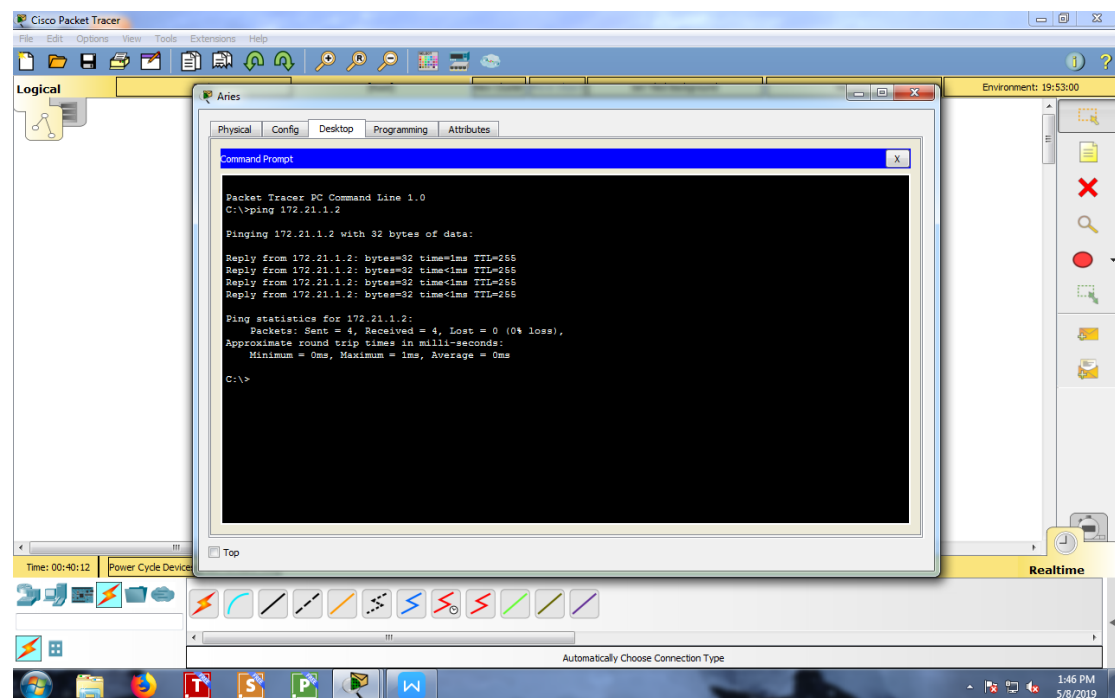 Cisco Packet Tracer
File Edit Options View Tools Extensions Help
Logical
Environment: 19:53:00
Aries
Physical Config Desktop Programming Attributes
Command Prompt
X
Packet Tracer PC Command Line 1.0
C:\>ping 172.21.1.2
Pinging 172.21.1.2 with 32 bytes of data:
Reply from 172.21.1.2: bytes=32 time=1ms TTL=255
Reply from 172.21.1.2: bytes=32 time<1ms TTL=255
Reply from 172.21.1.2: bytes=32 time<1ms TTL=255
Reply from 172.21.1.2: bytes=32 time<1ms TTL=255
Ping statistics for 172.21.1.2:
Packets: Sent = 4, Received = 4, Lost = 0 (0% loss),
Approximate round trip times in milli-seconds:
Minimum = 0ms, Maximum = 1ms, Average = 0ms
C:\>
Top
Time: 00:40:12 Power Cycle Devices
Realtime
Automatically Choose Connection Type
1:46 PM
5/8/2019